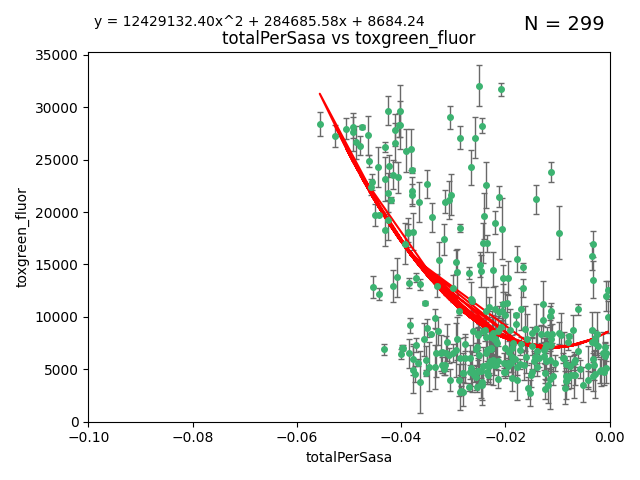 y = 12429132.40x^2 + 284685.58x + 8684.24
N = 299
totalPerSasa vs toxgreen_fluor
35000
30000
25000
20000
15000
10000
5000
0
toxgreen_fluor
−0.10
−0.08
−0.06
−0.04
−0.02
0.00
totalPerSasa